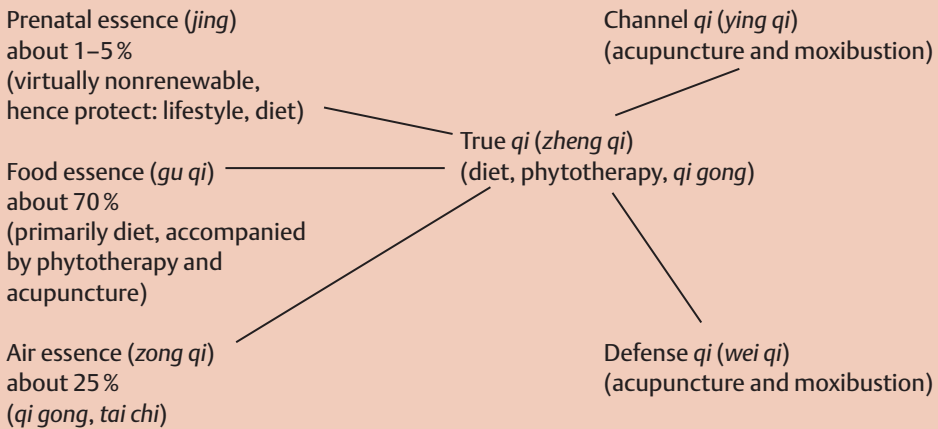 Prenatal essence (jing)
about 1–5 %
(virtually nonrenewable,
hence protect: lifestyle, diet)
Food essence (gu qi)
about 70 %
(primarily diet, accompanied
by phytotherapy and
acupuncture)
Air essence (zong qi)
about 25 %
(qi gong, tai chi)
True qi (zheng qi)
(diet, phytotherapy, qi gong)
Channel qi (ying qi)
(acupuncture and moxibustion)
Defense qi (wei qi)
(acupuncture and moxibustion)